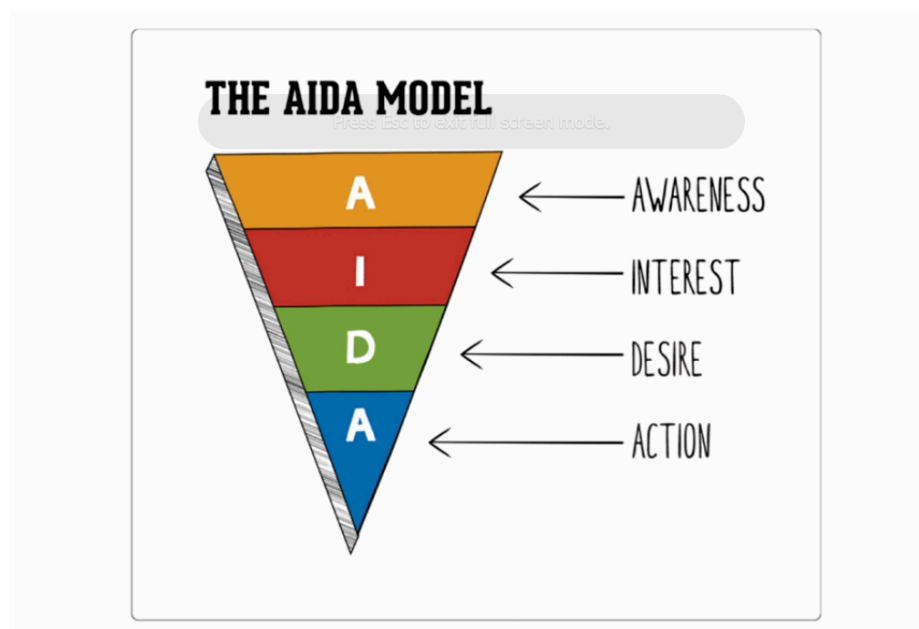 THE AIDA MODEL
Press Esc to exit full screen mode.
A
AWARENESS
I
INTEREST
D
DESIRE
A
ACTION